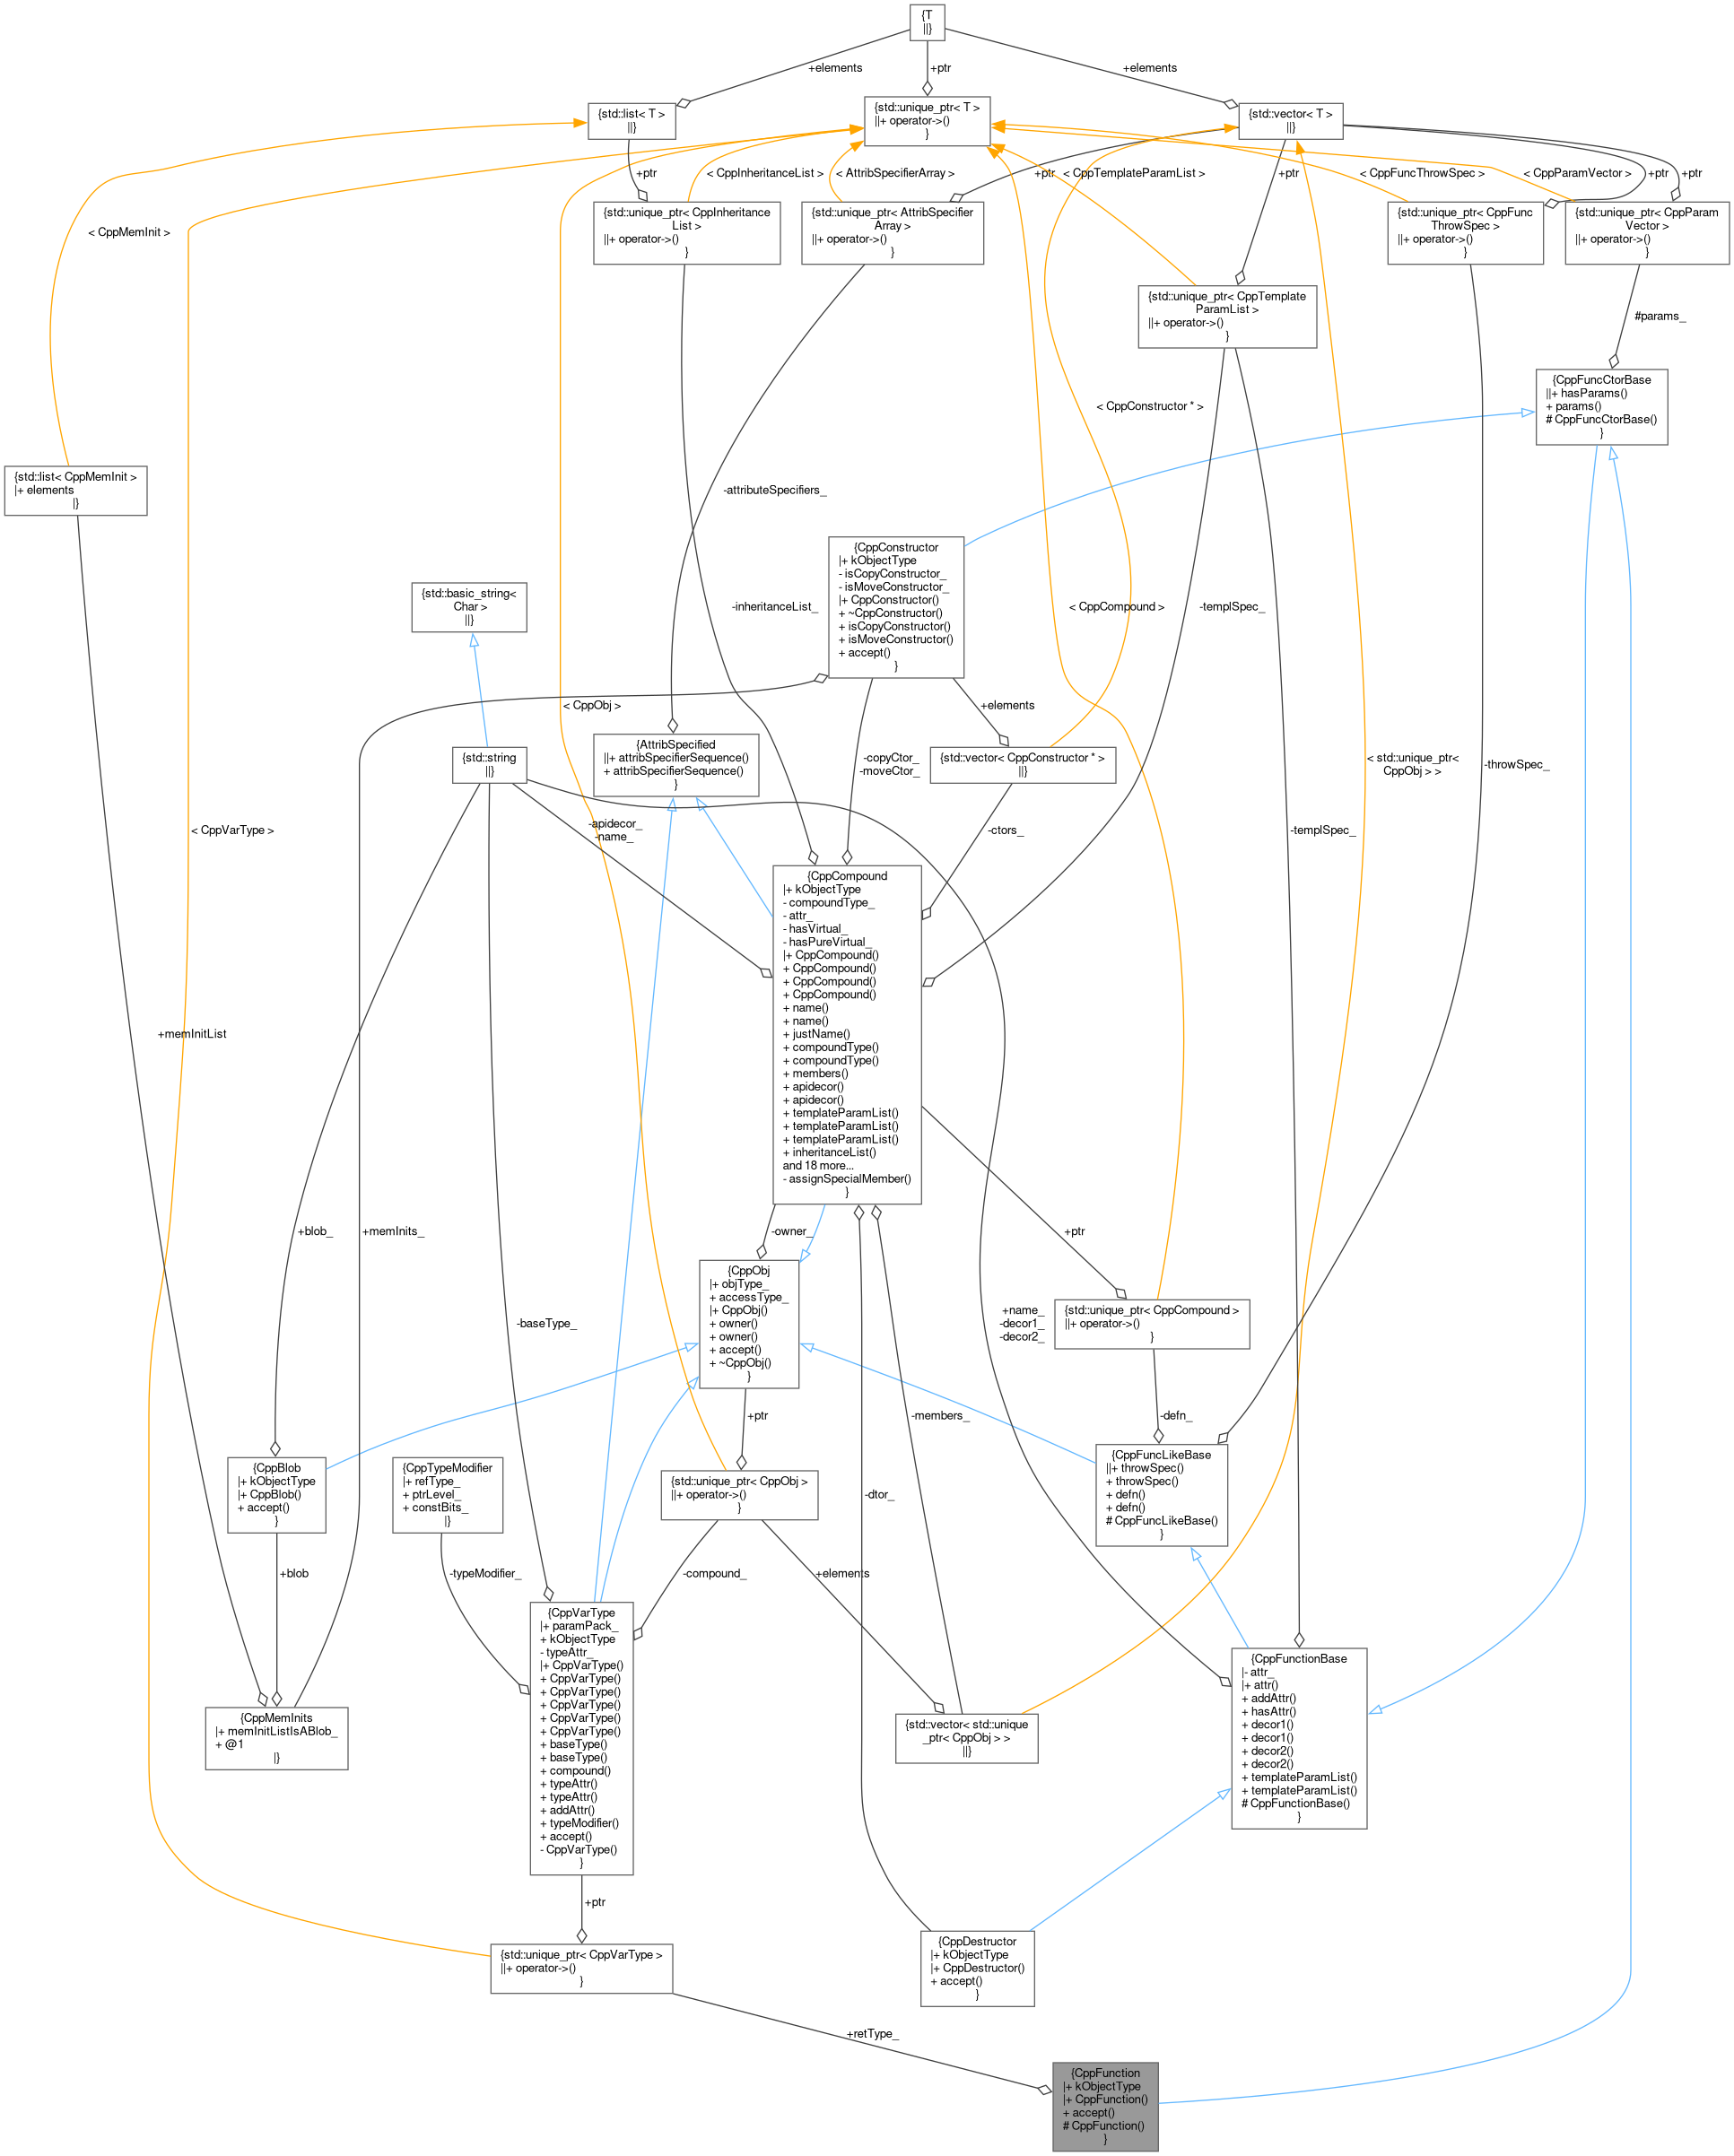 {T
||}
+elements
+ptr
+elements
{std::list< T >
||}
{std::unique_ptr< T >
||+ operator->()
}
{std::vector< T >
||}
+ptr
< CppInheritanceList >
< AttribSpecifierArray >
+ptr
< CppTemplateParamList >
+ptr
< CppFuncThrowSpec >
+ptr
< CppParamVector >
+ptr
< CppMemInit >
{std::unique_ptr< CppInheritance
List >
||+ operator->()
}
{std::unique_ptr< AttribSpecifier
Array >
||+ operator->()
}
{std::unique_ptr< CppFunc
ThrowSpec >
||+ operator->()
}
{std::unique_ptr< CppParam
Vector >
||+ operator->()
}
{std::unique_ptr< CppTemplate
ParamList >
||+ operator->()
}
#params_
{CppFuncCtorBase
||+ hasParams()
+ params()
# CppFuncCtorBase()
}
< CppConstructor * >
{std::list< CppMemInit >
|+ elements
|}
-attributeSpecifiers_
{CppConstructor
|+ kObjectType
- isCopyConstructor_
- isMoveConstructor_
|+ CppConstructor()
+ ~CppConstructor()
+ isCopyConstructor()
+ isMoveConstructor()
+ accept()
}
{std::basic_string<
Char >
||}
-inheritanceList_
< CppCompound >
-templSpec_
< CppObj >
+elements
{std::string
||}
{AttribSpecified
||+ attribSpecifierSequence()
+ attribSpecifierSequence()
}
-copyCtor_
-moveCtor_
{std::vector< CppConstructor * >
||}
< std::unique_ptr<
CppObj > >
-throwSpec_
< CppVarType >
-apidecor_
-name_
-ctors_
-templSpec_
{CppCompound
|+ kObjectType
- compoundType_
- attr_
- hasVirtual_
- hasPureVirtual_
|+ CppCompound()
+ CppCompound()
+ CppCompound()
+ CppCompound()
+ name()
+ name()
+ justName()
+ compoundType()
+ compoundType()
+ members()
+ apidecor()
+ apidecor()
+ templateParamList()
+ templateParamList()
+ templateParamList()
+ inheritanceList()
and 18 more...
- assignSpecialMember()
}
+memInitList
+blob_
+memInits_
-owner_
+ptr
{CppObj
|+ objType_
+ accessType_
|+ CppObj()
+ owner()
+ owner()
+ accept()
+ ~CppObj()
}
-baseType_
+name_
-decor1_
-decor2_
{std::unique_ptr< CppCompound >
||+ operator->()
}
+ptr
-members_
-defn_
{CppBlob
|+ kObjectType
|+ CppBlob()
+ accept()
}
{CppTypeModifier
|+ refType_
+ ptrLevel_
+ constBits_
|}
{std::unique_ptr< CppObj >
||+ operator->()
}
-dtor_
{CppFuncLikeBase
||+ throwSpec()
+ throwSpec()
+ defn()
+ defn()
# CppFuncLikeBase()
}
+blob
-typeModifier_
-compound_
+elements
{CppVarType
|+ paramPack_
+ kObjectType
- typeAttr_
|+ CppVarType()
+ CppVarType()
+ CppVarType()
+ CppVarType()
+ CppVarType()
+ CppVarType()
+ baseType()
+ baseType()
+ compound()
+ typeAttr()
+ typeAttr()
+ addAttr()
+ typeModifier()
+ accept()
- CppVarType()
}
{CppMemInits
|+ memInitListIsABlob_
+ @1
|}
{std::vector< std::unique
_ptr< CppObj > >
||}
{CppFunctionBase
|- attr_
|+ attr()
+ addAttr()
+ hasAttr()
+ decor1()
+ decor1()
+ decor2()
+ decor2()
+ templateParamList()
+ templateParamList()
# CppFunctionBase()
}
+ptr
{std::unique_ptr< CppVarType >
||+ operator->()
}
{CppDestructor
|+ kObjectType
|+ CppDestructor()
+ accept()
}
+retType_
{CppFunction
|+ kObjectType
|+ CppFunction()
+ accept()
# CppFunction()
}